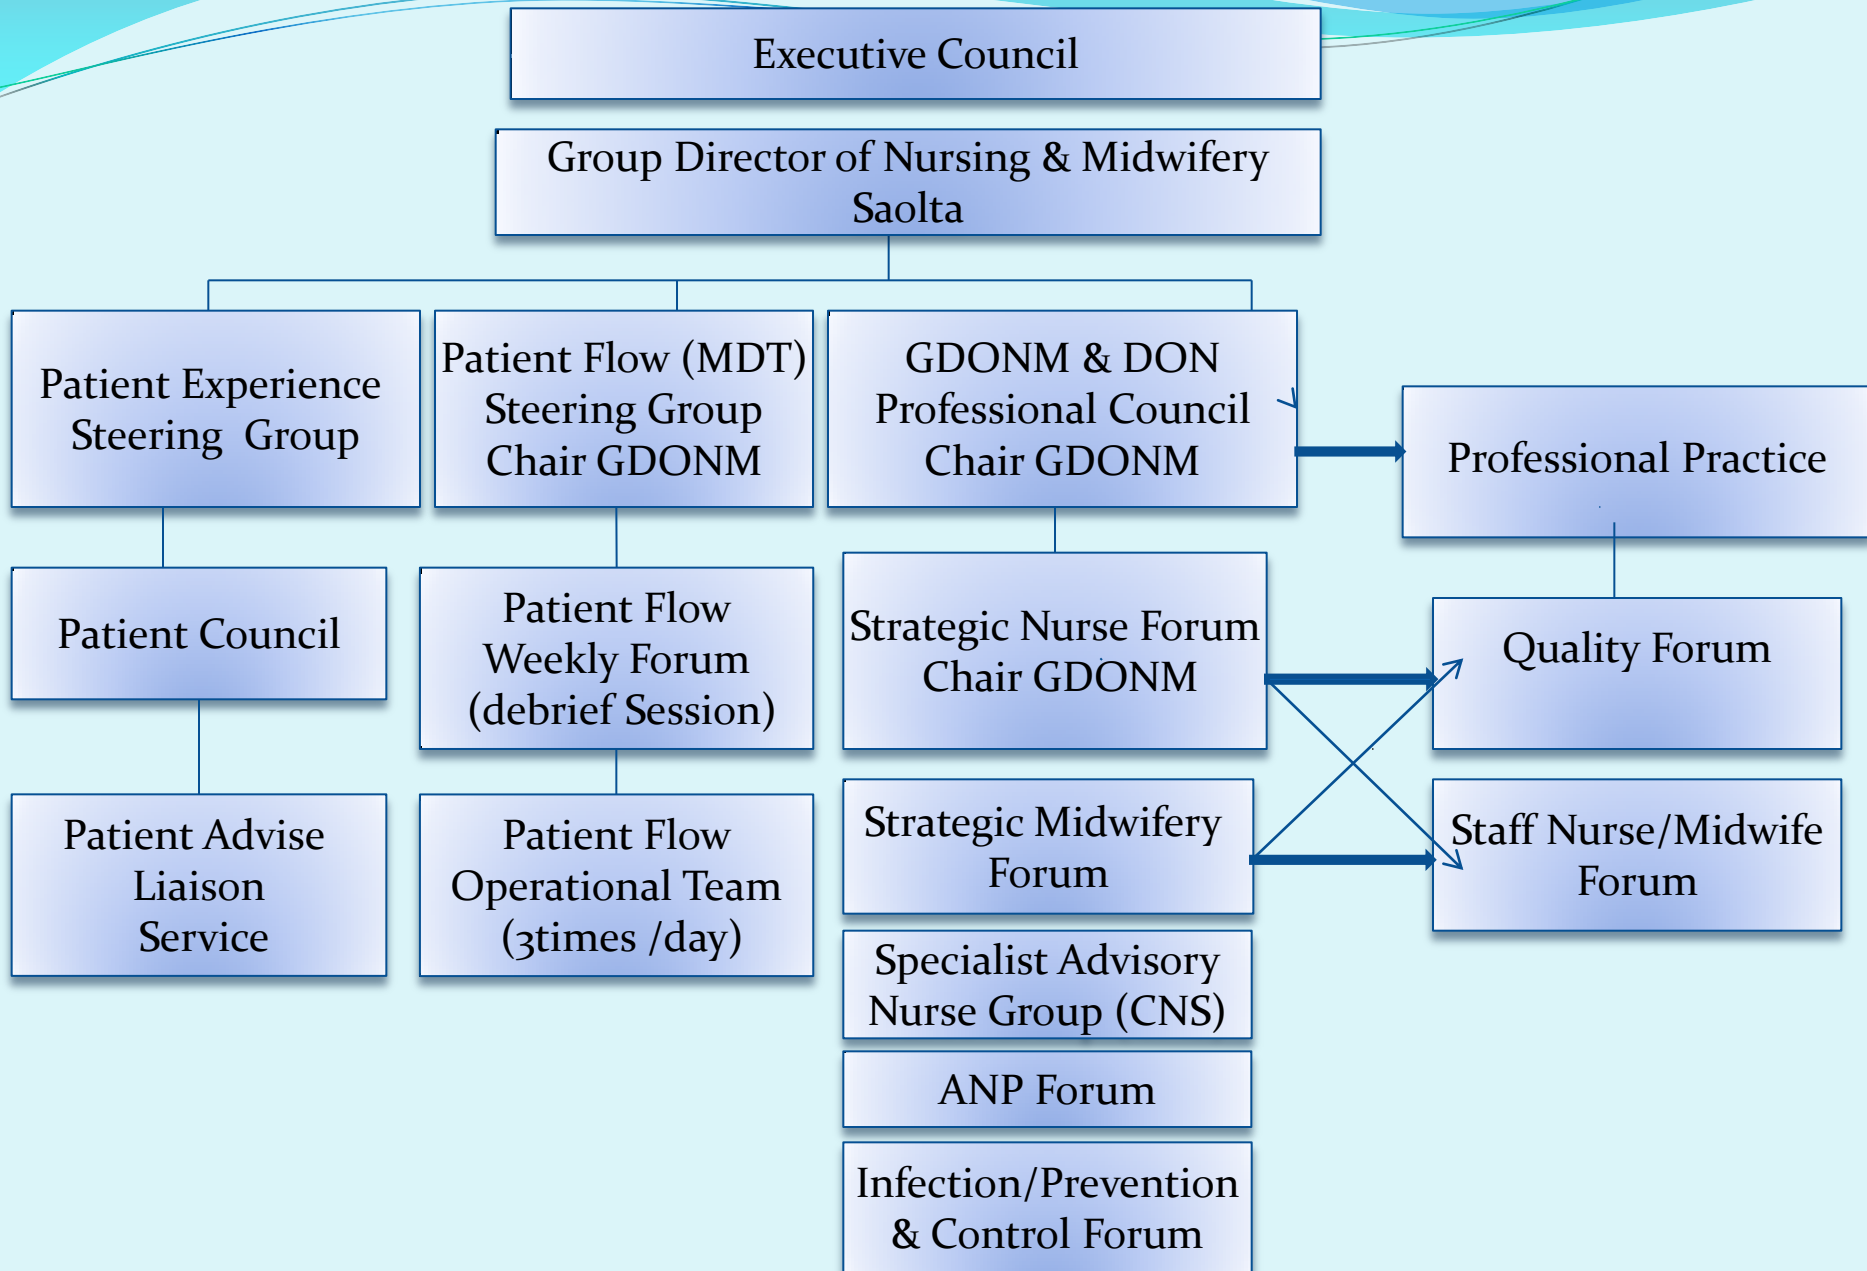 Executive Council
Group Director of Nursing & Midwifery
Saolta
Patient Experience
Steering Group
Patient Flow (MDT)
Steering Group
Chair GDONM
GDONM & DON
Professional Council
Chair GDONM
Professional Practice
Patient Council
Patient Flow
Weekly Forum
(debrief Session)
Strategic Nurse Forum
Chair GDONM
Quality Forum
Patient Advise
Liaison
Service
Patient Flow
Operational Team
(3times /day)
Strategic Midwifery
Forum
Staff Nurse/Midwife
Forum
Specialist Advisory
Nurse Group (CNS)
ANP Forum
Infection/Prevention
& Control Forum